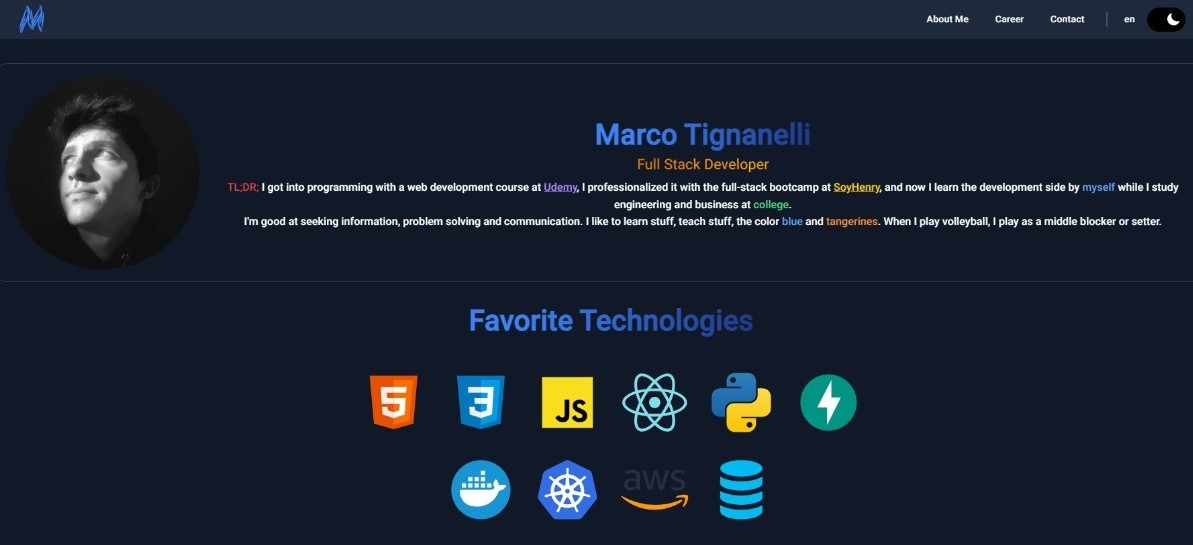 About Me Career Contact en
Marco Tignanelli
Full Stack Developer
TL;DR; I got into programming with a web development course at Udemy, I professionalized it with the full-stack bootcamp at SoyHenry, and now I learn the development side by myself while I study
engineering and business at college.
I'm good at seeking information, problem solving and communication. I like to learn stuff, teach stuff, the color blue and tangerines. When I play volleyball, I play as a middle blocker or setter.
Favorite Technologies
5 3 JS
aws